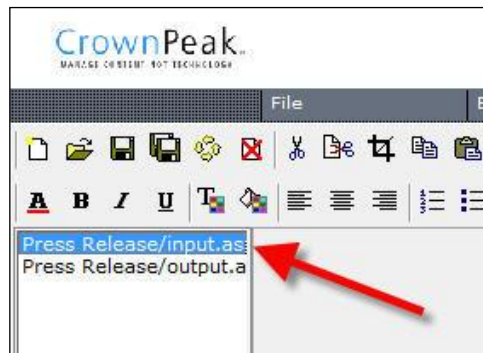 CrownPeak.
MANAGE CONTENT NOT TECHNOLOGY
File
E
A B I U T
Press Release/input.as
Press Release/output.a